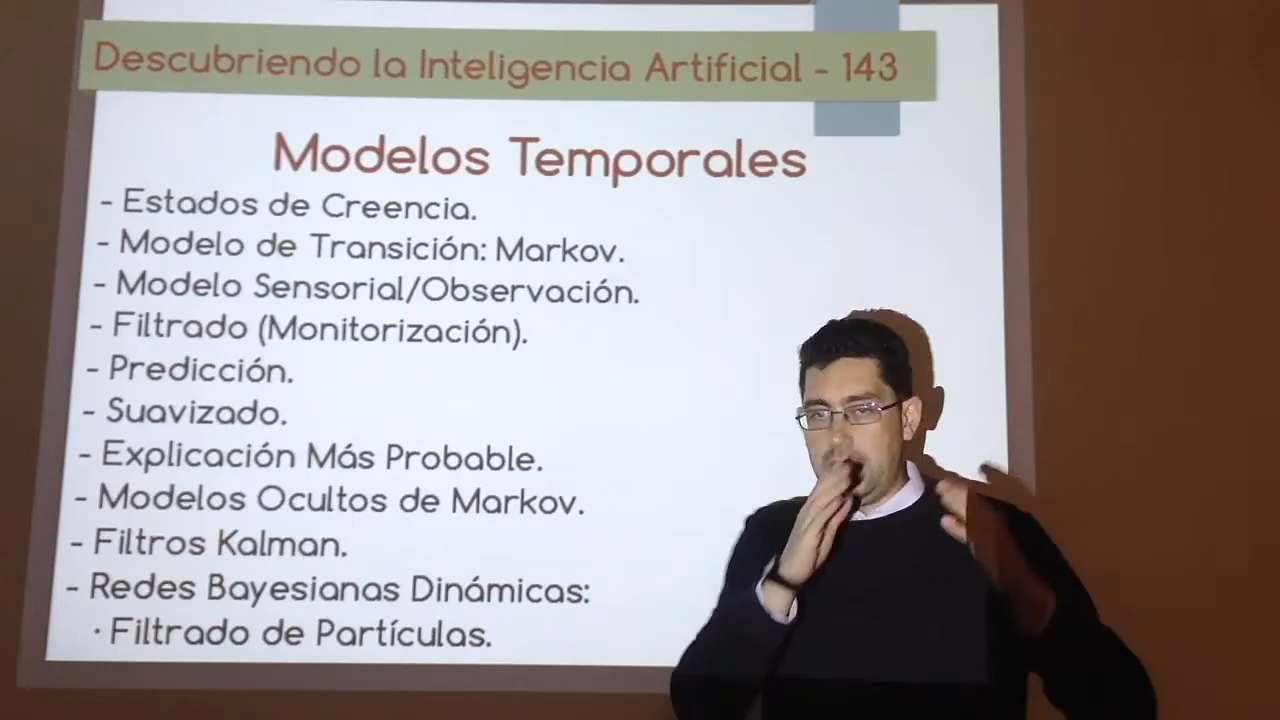 Descubriendo la Inteligencia Artificial - 143
Modelos Temporales
- Estados de Creencia.
- Modelo de Transición: Markov.
- Modelo Sensorial/Observación.
- Filtrado (Monitorización).
- Predicción.
- Suavizado.
- Explicación Más Probable.
- Modelos Ocultos de Markov.
- Filtros Kalman.
- Redes Bayesianas Dinámicas:
· Filtrado de Partículas.